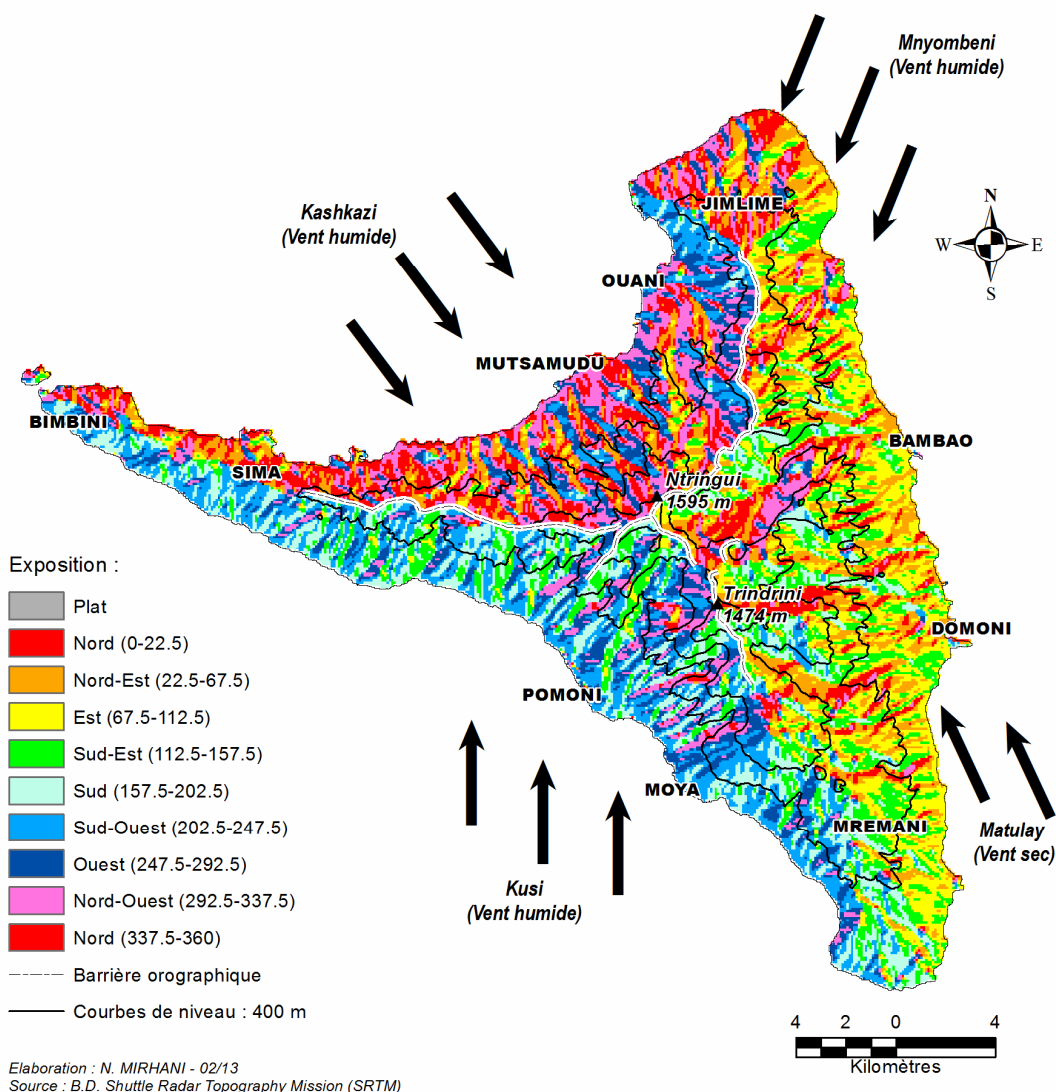 Mnyombeni
(Vent humide)
Kashkazi
(Vent humide)
JIMLIME
N
W
E
S
OUANI
MUTSAMUDU
BIMBINI
SIMA
BAMBAO
Ntringui
1595 m
Trindrini
1474 m
DOMONI
POMONI
MOYA
MREMANI
Matulay
(Vent sec)
Kusi
(Vent humide)
Exposition :
Plat
Nord (0-22.5)
Nord-Est (22.5-67.5)
Est (67.5-112.5)
Sud-Est (112.5-157.5)
Sud (157.5-202.5)
Sud-Ouest (202.5-247.5)
Ouest (247.5-292.5)
Nord-Ouest (292.5-337.5)
Nord (337.5-360)
Barrière orographique
Courbes de niveau : 400 m
4 2 0 4
Kilomètres
Elaboration : N. MIRHANI - 02/13
Source : B.D. Shuttle Radar Topography Mission (SRTM)